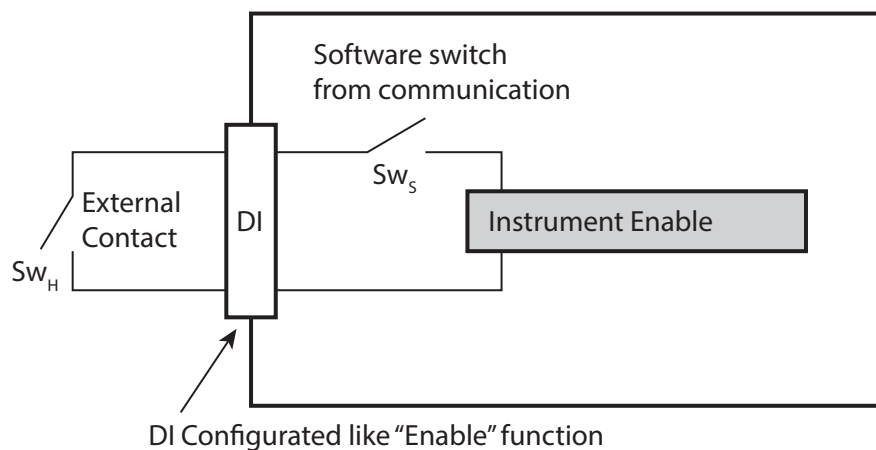 Software switch
from communication
Sw_S
External
Contact
DI
Instrument Enable
Sw_H
DI Configurated like “Enable” function